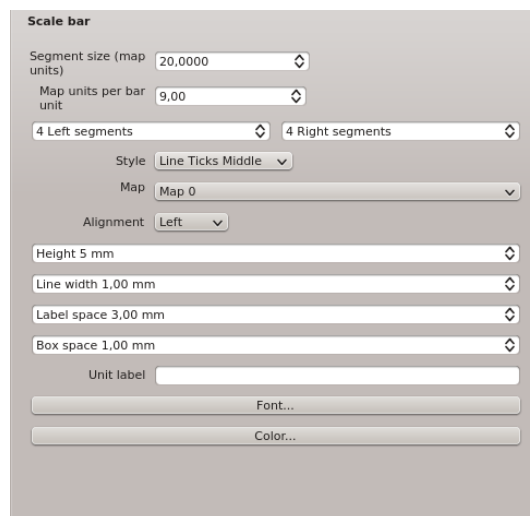 Scale bar
Segment size (map
units)
20,0000
Map units per bar
unit
9,00
4 Left segments
4 Right segments
Style
Line Ticks Middle
Map
Map 0
Alignment
Left
Height 5 mm
Line width 1,00 mm
Label space 3,00 mm
Box space 1,00 mm
Unit label
Font...
Color...